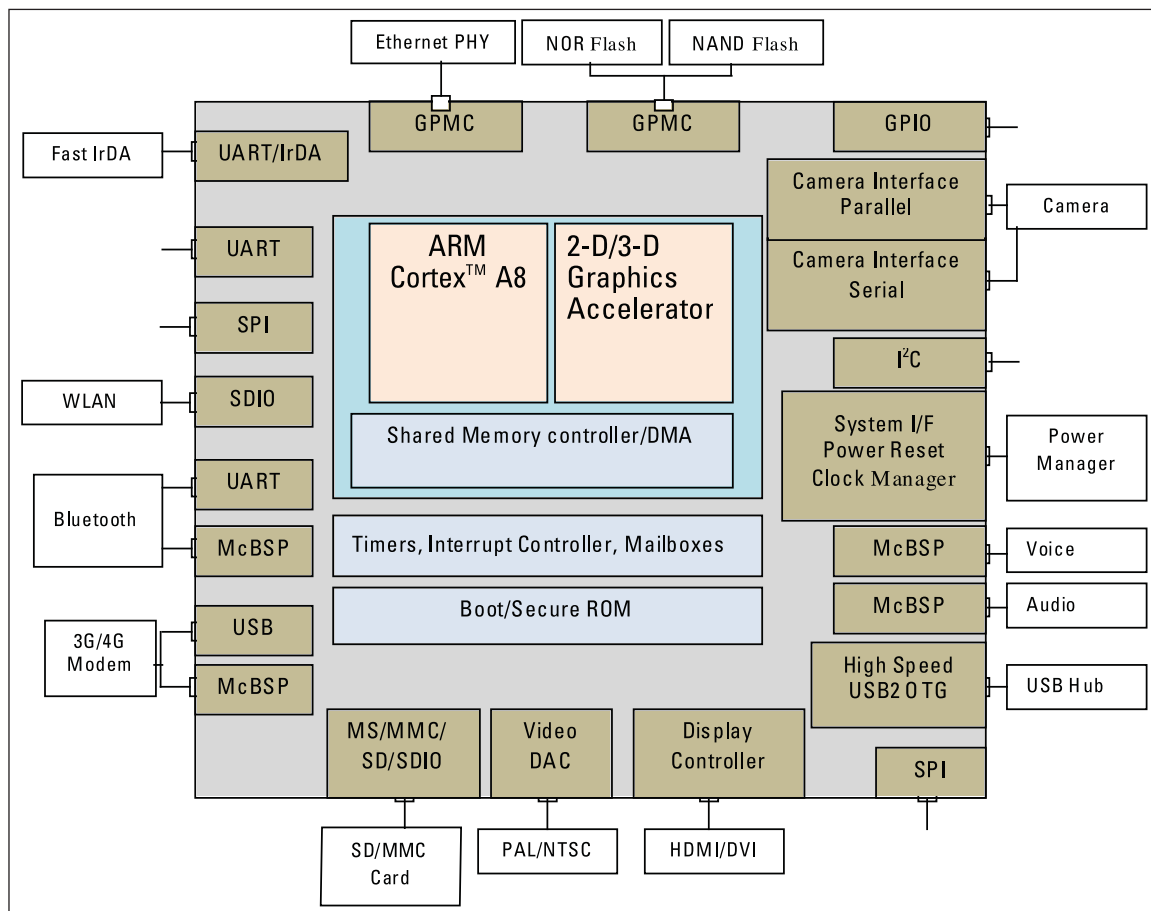 Ethernet PHY
NOR Flash
NAND Flash
GPMC
GPMC
GPIO
Fast IrDA
UART/IrDA
Camera Interface
Parallel
Camera
ARM
Cortex™ A8
2-D/3-D
Graphics
Accelerator
UART
Camera Interface
Serial
SPI
I²C
WLAN
SDIO
Shared Memory controller/DMA
System I/F
Power Reset
Clock Manager
Power
Manager
UART
Bluetooth
McBSP
Timers, Interrupt Controller, Mailboxes
McBSP
Voice
Boot/Secure ROM
McBSP
Audio
USB
3G/4G
Modem
McBSP
High Speed
USB2 OTG
USB Hub
MS/MMC/
SD/SDIO
Video
DAC
Display
Controller
SPI
SD/MMC
Card
PAL/NTSC
HDMI/DVI